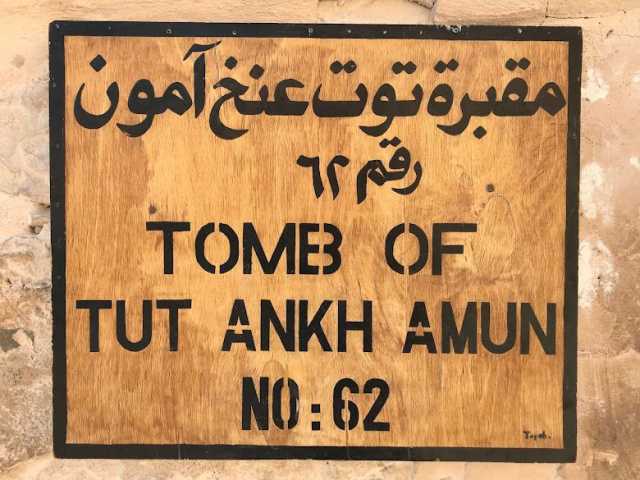 مقبرة توت عنخ آمون
رقم ٦٢
TOMB OF
TUT ANKH AMUN
NO: 62